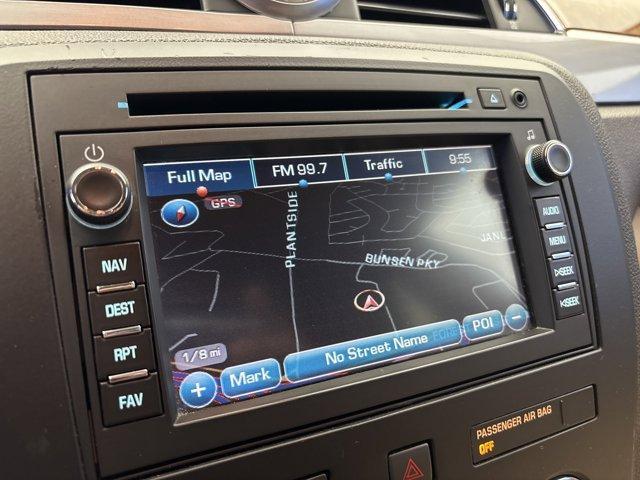 Full Map FM 99.7 Traffic 9:55
GPS
PLANTSIDE
JANL
BUNSEN PKY
1/8 mi
+ Mark No Street Name POI -
NAV
DEST
RPT
FAV
AUDIO
MENU
SEEK
SEEK
PASSENGER AIR BAG
OFF